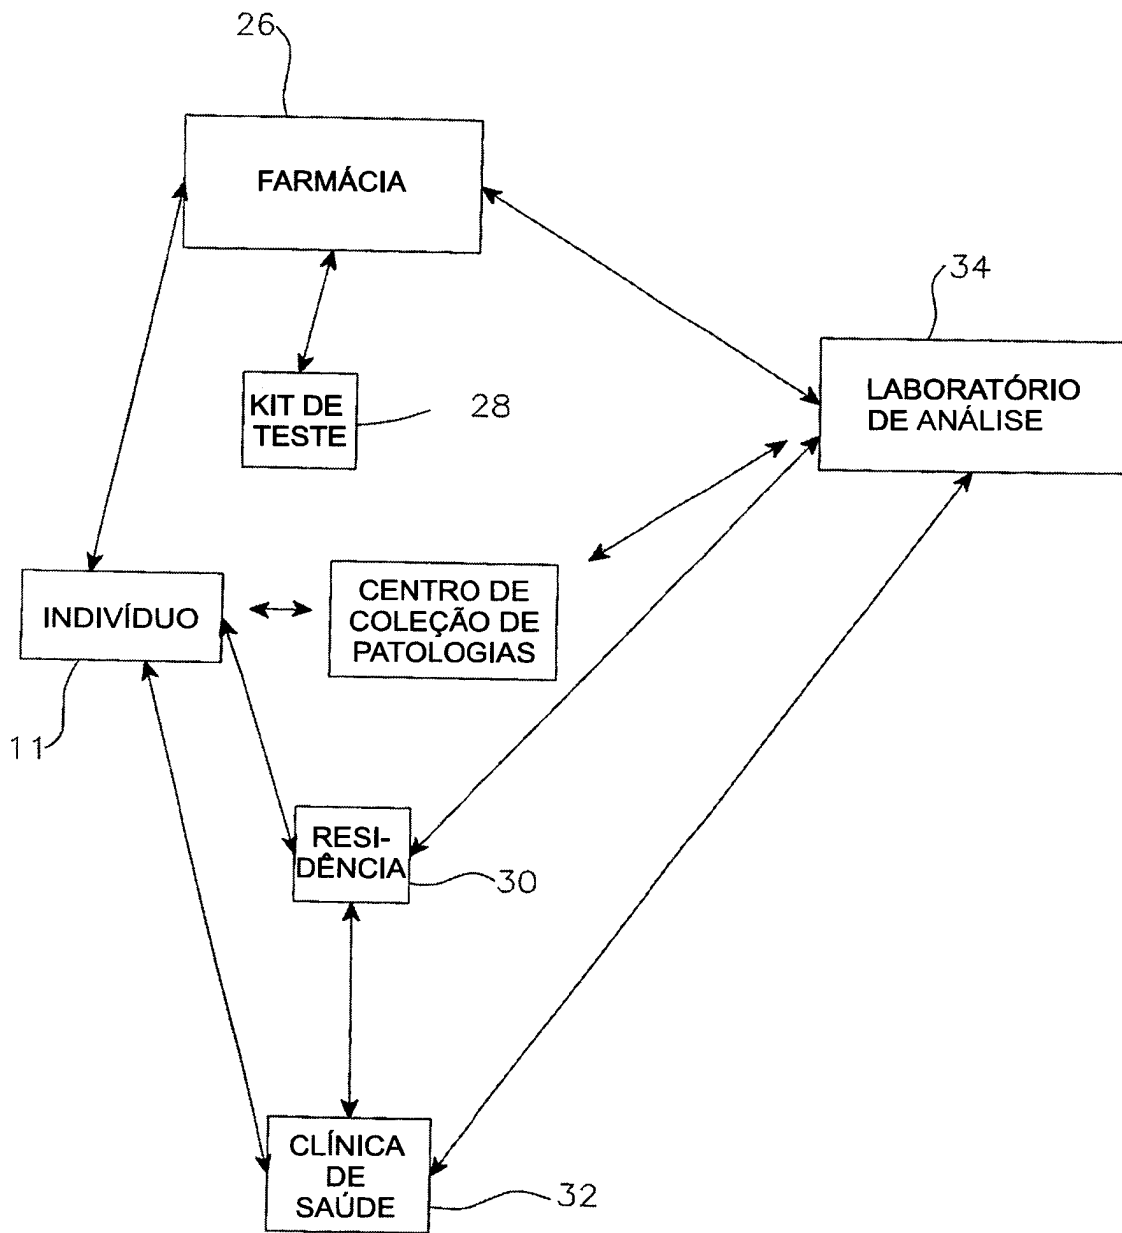 26
FARMÁCIA
34
LABORATÓRIO
DE ANÁLISE
KIT DE
TESTE
28
CENTRO DE
COLEÇÃO DE
PATOLOGIAS
INDIVÍDUO
11
RESI-
DÊNCIA
30
CLÍNICA
DE
SAÚDE
32